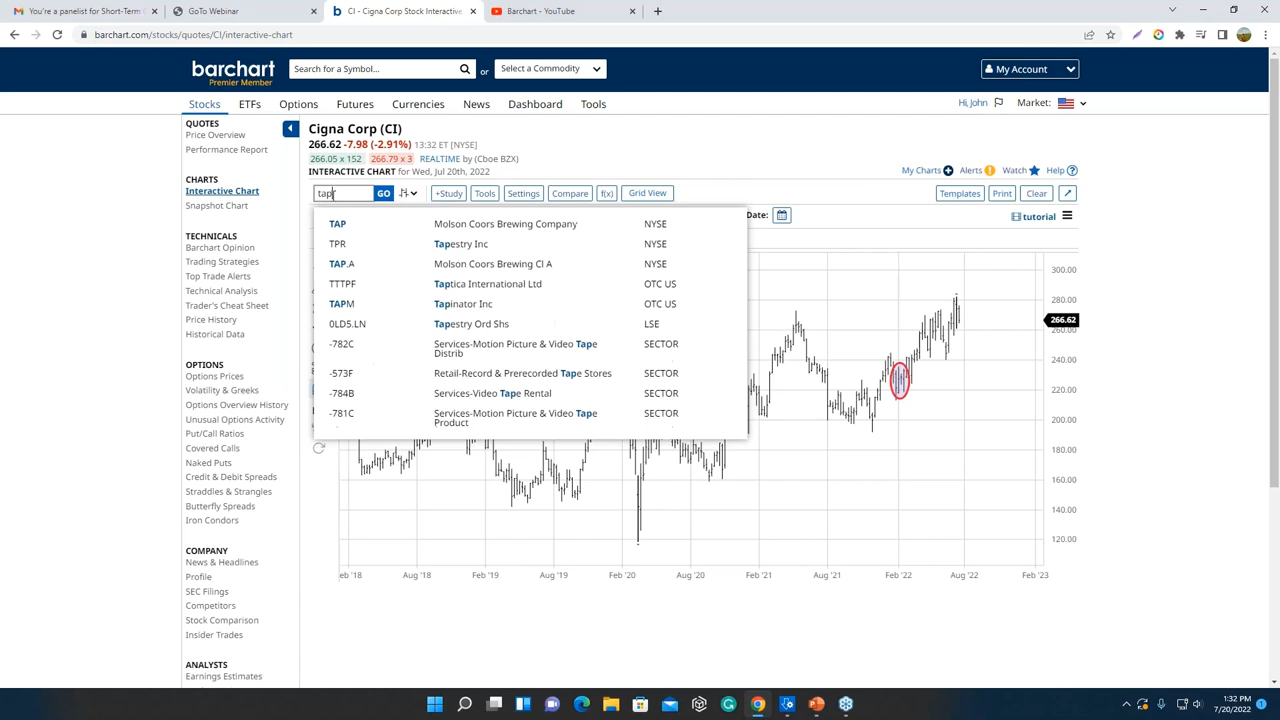 You're a panelist for Short-Term
GoTo Webinar
CI - Cigna Corp Stock Interactive
Barchart - YouTube
barchart.com/stocks/quotes/CI/interactive-chart
barchart
Premier Member
Search for a Symbol...
or
Select a Commodity
My Account
Stocks ETFs Options Futures Currencies News Dashboard Tools
Hi, John Market:
QUOTES
Price Overview
Performance Report
CHARTS
Interactive Chart
Snapshot Chart
TECHNICALS
Barchart Opinion
Trading Strategies
Top Trade Alerts
Technical Analysis
Trader's Cheat Sheet
Price History
Historical Data
OPTIONS
Options Prices
Volatility & Greeks
Options Overview History
Unusual Options Activity
Put/Call Ratios
Covered Calls
Naked Puts
Credit & Debit Spreads
Straddles & Strangles
Butterfly Spreads
Iron Condors
COMPANY
News & Headlines
Profile
SEC Filings
Competitors
Stock Comparison
Insider Trades
ANALYSTS
Earnings Estimates
Cigna Corp (CI)
266.62 -7.98 (-2.91%) 13:32 ET [NYSE]
266.05 x 152 266.79 x 3 REALTIME by (Cboe BZX)
INTERACTIVE CHART for Wed, Jul 20th, 2022
My Charts Alerts Watch Help
GO +Study Tools Settings Compare f(x) Grid View Templates Print Clear
Date:
tutorial
TAP Molson Coors Brewing Company NYSE
TPR Tapestry Inc NYSE
TAP.A Molson Coors Brewing Cl A NYSE
TTTPF Taptica International Ltd OTC US
TAPM Tapinator Inc OTC US
0LD5.LN Tapestry Ord Shs LSE
-782C Services-Motion Picture & Video Tape Distrib SECTOR
-573F Retail-Record & Prerecorded Tape Stores SECTOR
-784B Services-Video Tape Rental SECTOR
-781C Services-Motion Picture & Video Tape Product SECTOR
300.00
280.00
266.62
260.00
240.00
220.00
200.00
180.00
160.00
140.00
120.00
eb '18 Aug '18 Feb '19 Aug '19 Feb '20 Aug '20 Feb '21 Aug '21 Feb '22 Aug '22 Feb '23
1:32 PM
7/20/2022